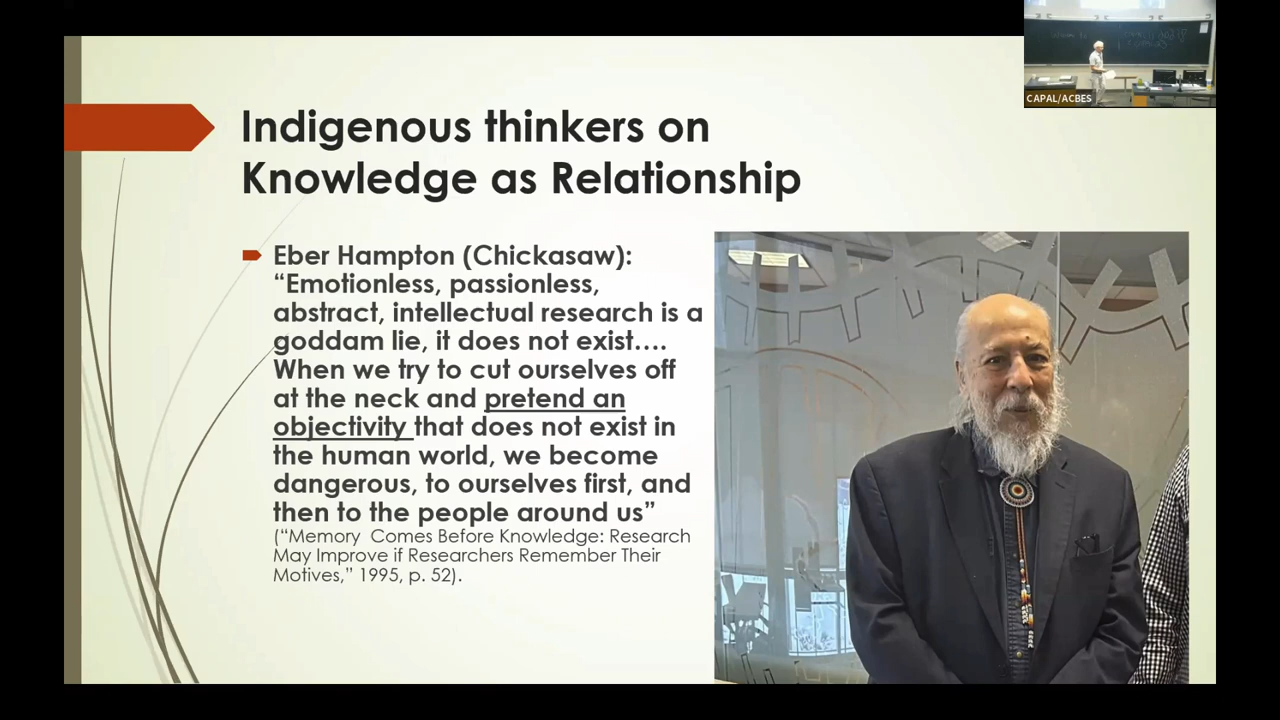 CAPAL/ACBES
Indigenous thinkers on
Knowledge as Relationship
Eber Hampton (Chickasaw):
“Emotionless, passionless,
abstract, intellectual research is a
goddam lie, it does not exist….
When we try to cut ourselves off
at the neck and pretend an
objectivity that does not exist in
the human world, we become
dangerous, to ourselves first, and
then to the people around us”
(“Memory  Comes Before Knowledge: Research
May Improve if Researchers Remember Their
Motives,” 1995, p. 52).